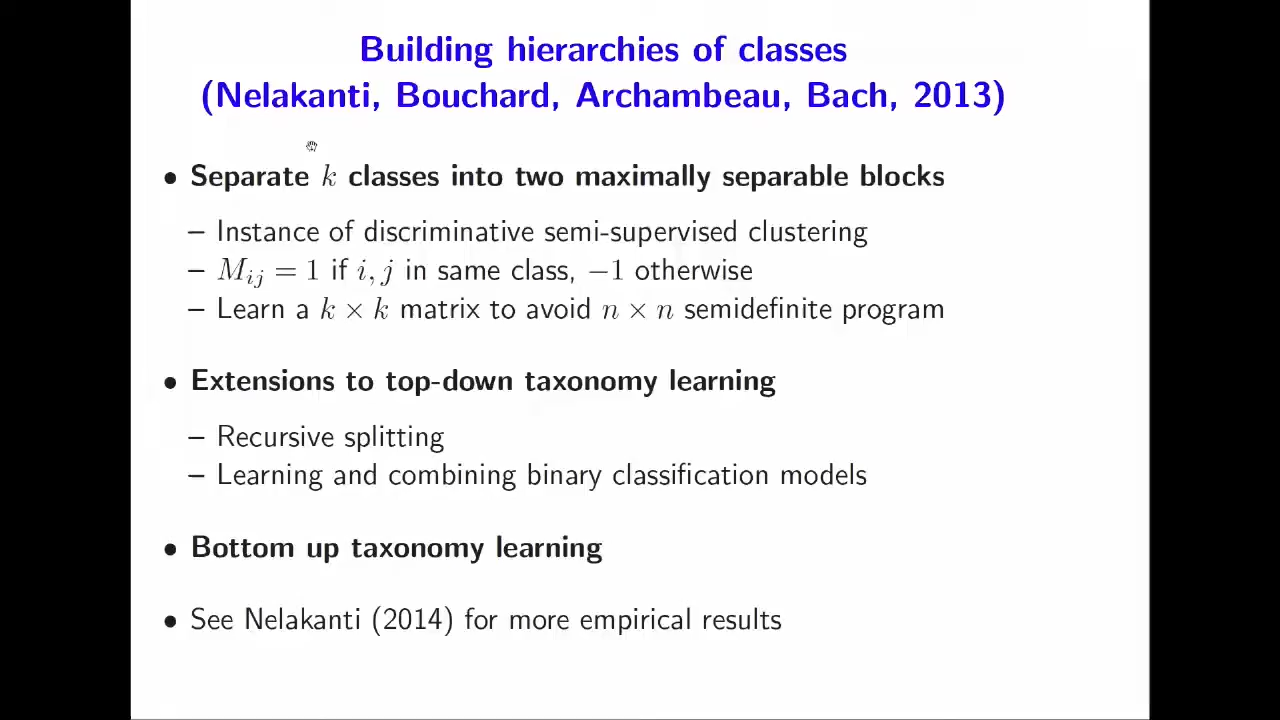 Building hierarchies of classes
(Nelakanti, Bouchard, Archambeau, Bach, 2013)
• Separate k classes into two maximally separable blocks
– Instance of discriminative semi-supervised clustering
– M_{ij} = 1 if i, j in same class, −1 otherwise
– Learn a k × k matrix to avoid n × n semidefinite program
• Extensions to top-down taxonomy learning
– Recursive splitting
– Learning and combining binary classification models
• Bottom up taxonomy learning
• See Nelakanti (2014) for more empirical results